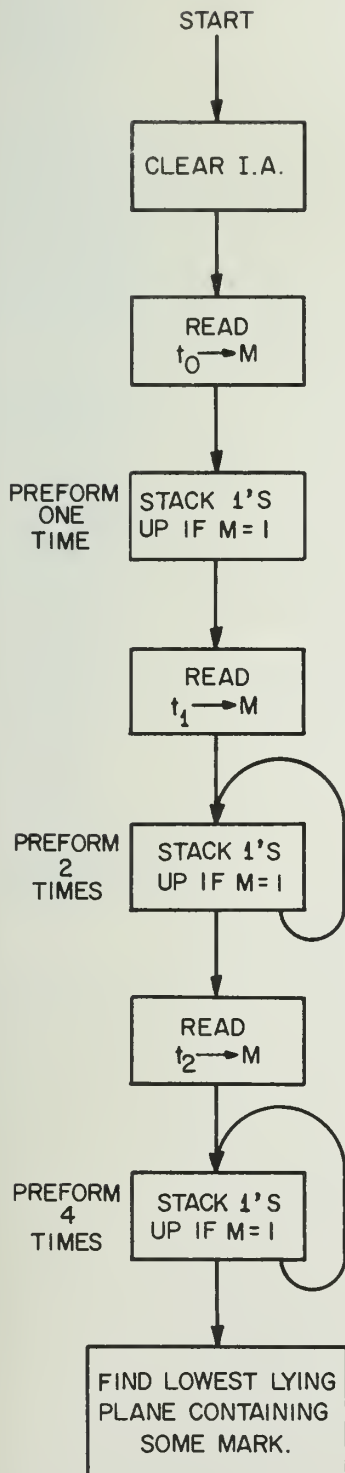 START
CLEAR I.A.
READ
t₀→M
PREFORM
ONE
TIME
STACK 1'S
UP IF M=1
READ
t₁→M
PREFORM
2
TIMES
STACK 1'S
UP IF M=1
READ
t₂→M
PREFORM
4
TIMES
STACK 1'S
UP IF M=1
FIND LOWEST LYING
PLANE CONTAINING
SOME MARK.